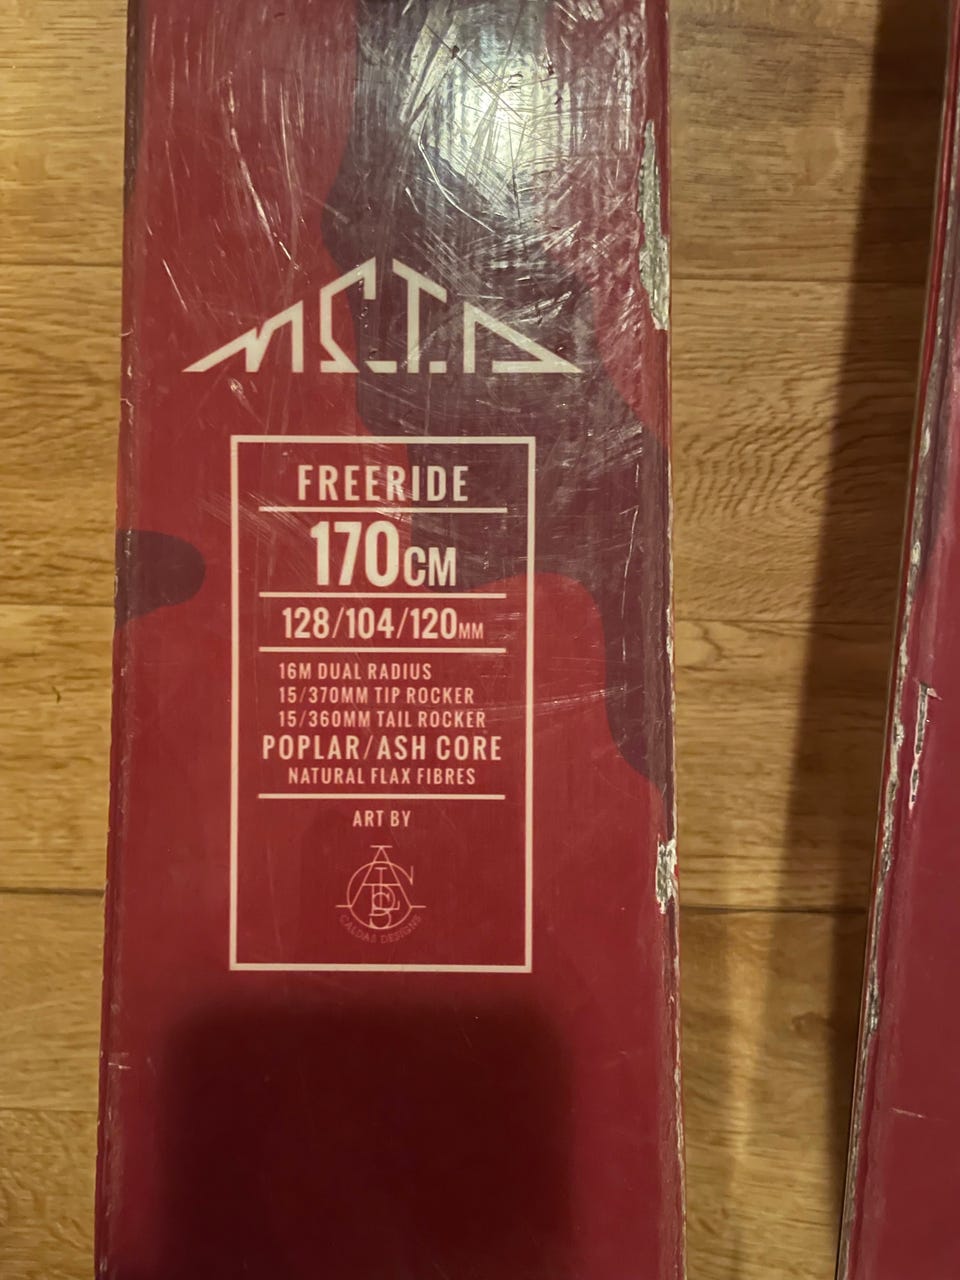 FREERIDE
170CM
128/104/120MM
16M DUAL RADIUS
15/370MM TIP ROCKER
15/360MM TAIL ROCKER
POPLAR/ASH CORE
NATURAL FLAX FIBRES
ART BY
CALDAS DESIGNS